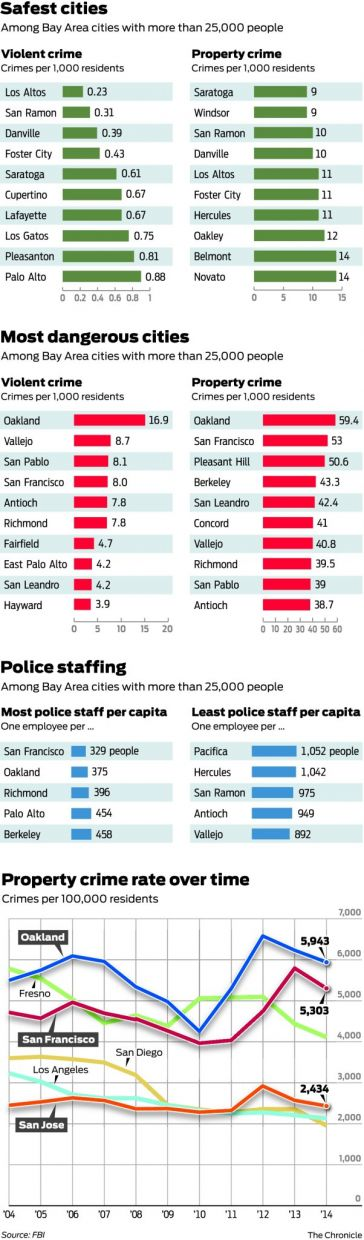 Safest cities
Among Bay Area cities with more than 25,000 people
Violent crime
Crimes per 1,000 residents
Los Altos 0.23
San Ramon 0.31
Danville 0.39
Foster City 0.43
Saratoga 0.61
Cupertino 0.67
Lafayette 0.67
Los Gatos 0.75
Pleasanton 0.81
Palo Alto 0.88
0 0.2 0.4 0.6 0.8 1
Property crime
Crimes per 1,000 residents
Saratoga 9
Windsor 9
San Ramon 10
Danville 10
Los Altos 11
Foster City 11
Hercules 11
Oakley 12
Belmont 14
Novato 14
0 5 10 15
Most dangerous cities
Among Bay Area cities with more than 25,000 people
Violent crime
Crimes per 1,000 residents
Oakland 16.9
Vallejo 8.7
San Pablo 8.1
San Francisco 8.0
Antioch 7.8
Richmond 7.8
Fairfield 4.7
East Palo Alto 4.2
San Leandro 4.2
Hayward 3.9
0 5 10 15 20
Property crime
Crimes per 1,000 residents
Oakland 59.4
San Francisco 53
Pleasant Hill 50.6
Berkeley 43.3
San Leandro 42.4
Concord 41
Vallejo 40.8
Richmond 39.5
San Pablo 39
Antioch 38.7
0 10 20 30 40 50 60
Police staffing
Among Bay Area cities with more than 25,000 people
Most police staff per capita
One employee per ...
San Francisco 329 people
Oakland 375
Richmond 396
Palo Alto 454
Berkeley 458
Least police staff per capita
One employee per ...
Pacifica 1,052 people
Hercules 1,042
San Ramon 975
Antioch 949
Vallejo 892
Property crime rate over time
Crimes per 100,000 residents
7,000
Oakland
5,943
6,000
Fresno
5,000
5,303
San Francisco
4,000
San Diego
Los Angeles
3,000
2,434
San Jose
2,000
1,000
0
'04 '05 '06 '07 '08 '09 '10 '11 '12 '13 '14
Source: FBI
The Chronicle